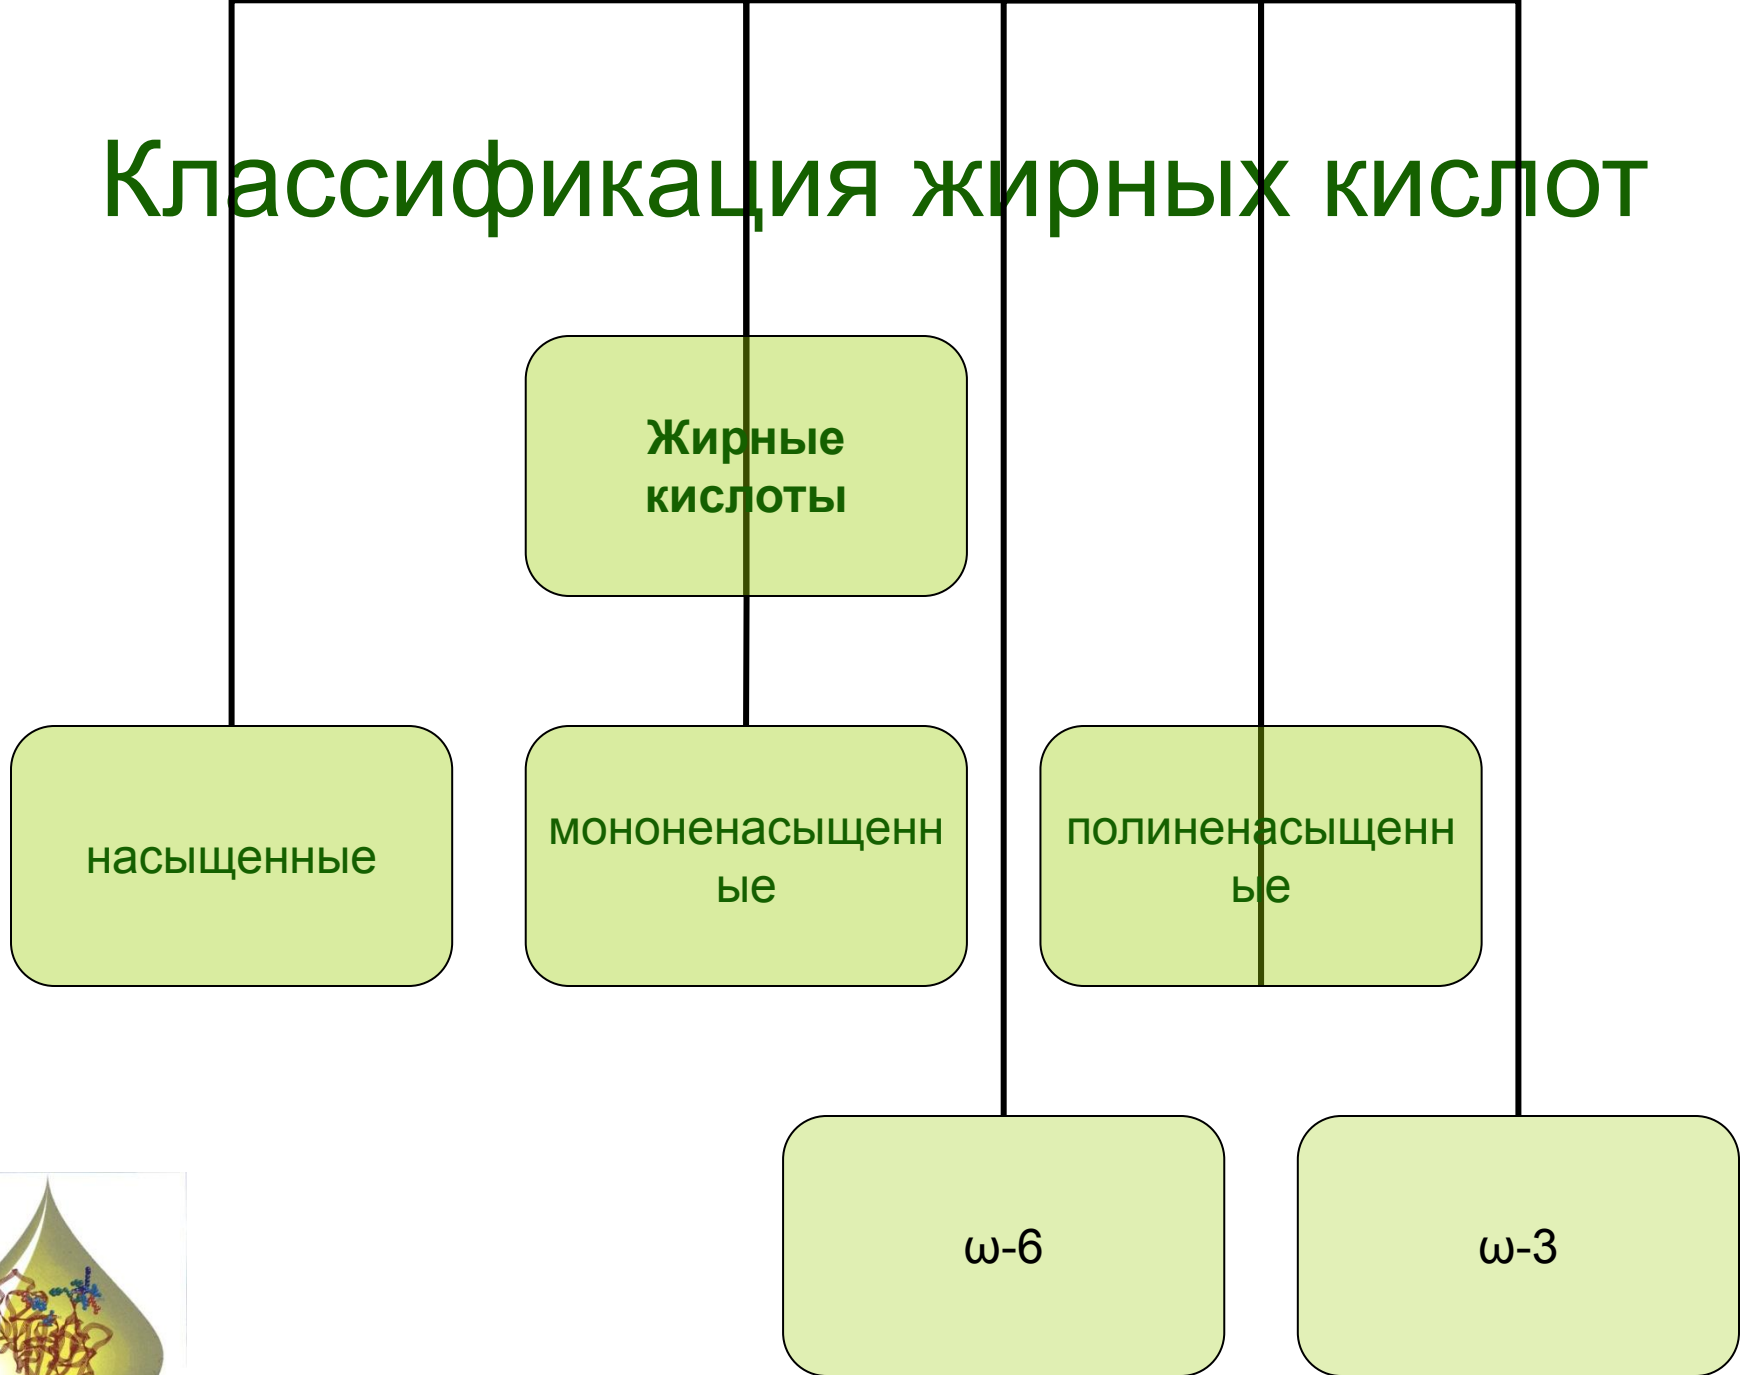 Классификация жирных кислот
Жирные
кислоты
насыщенные
мононенасыщенн
ые
полиненасыщенн
ые
ω-6
ω-3